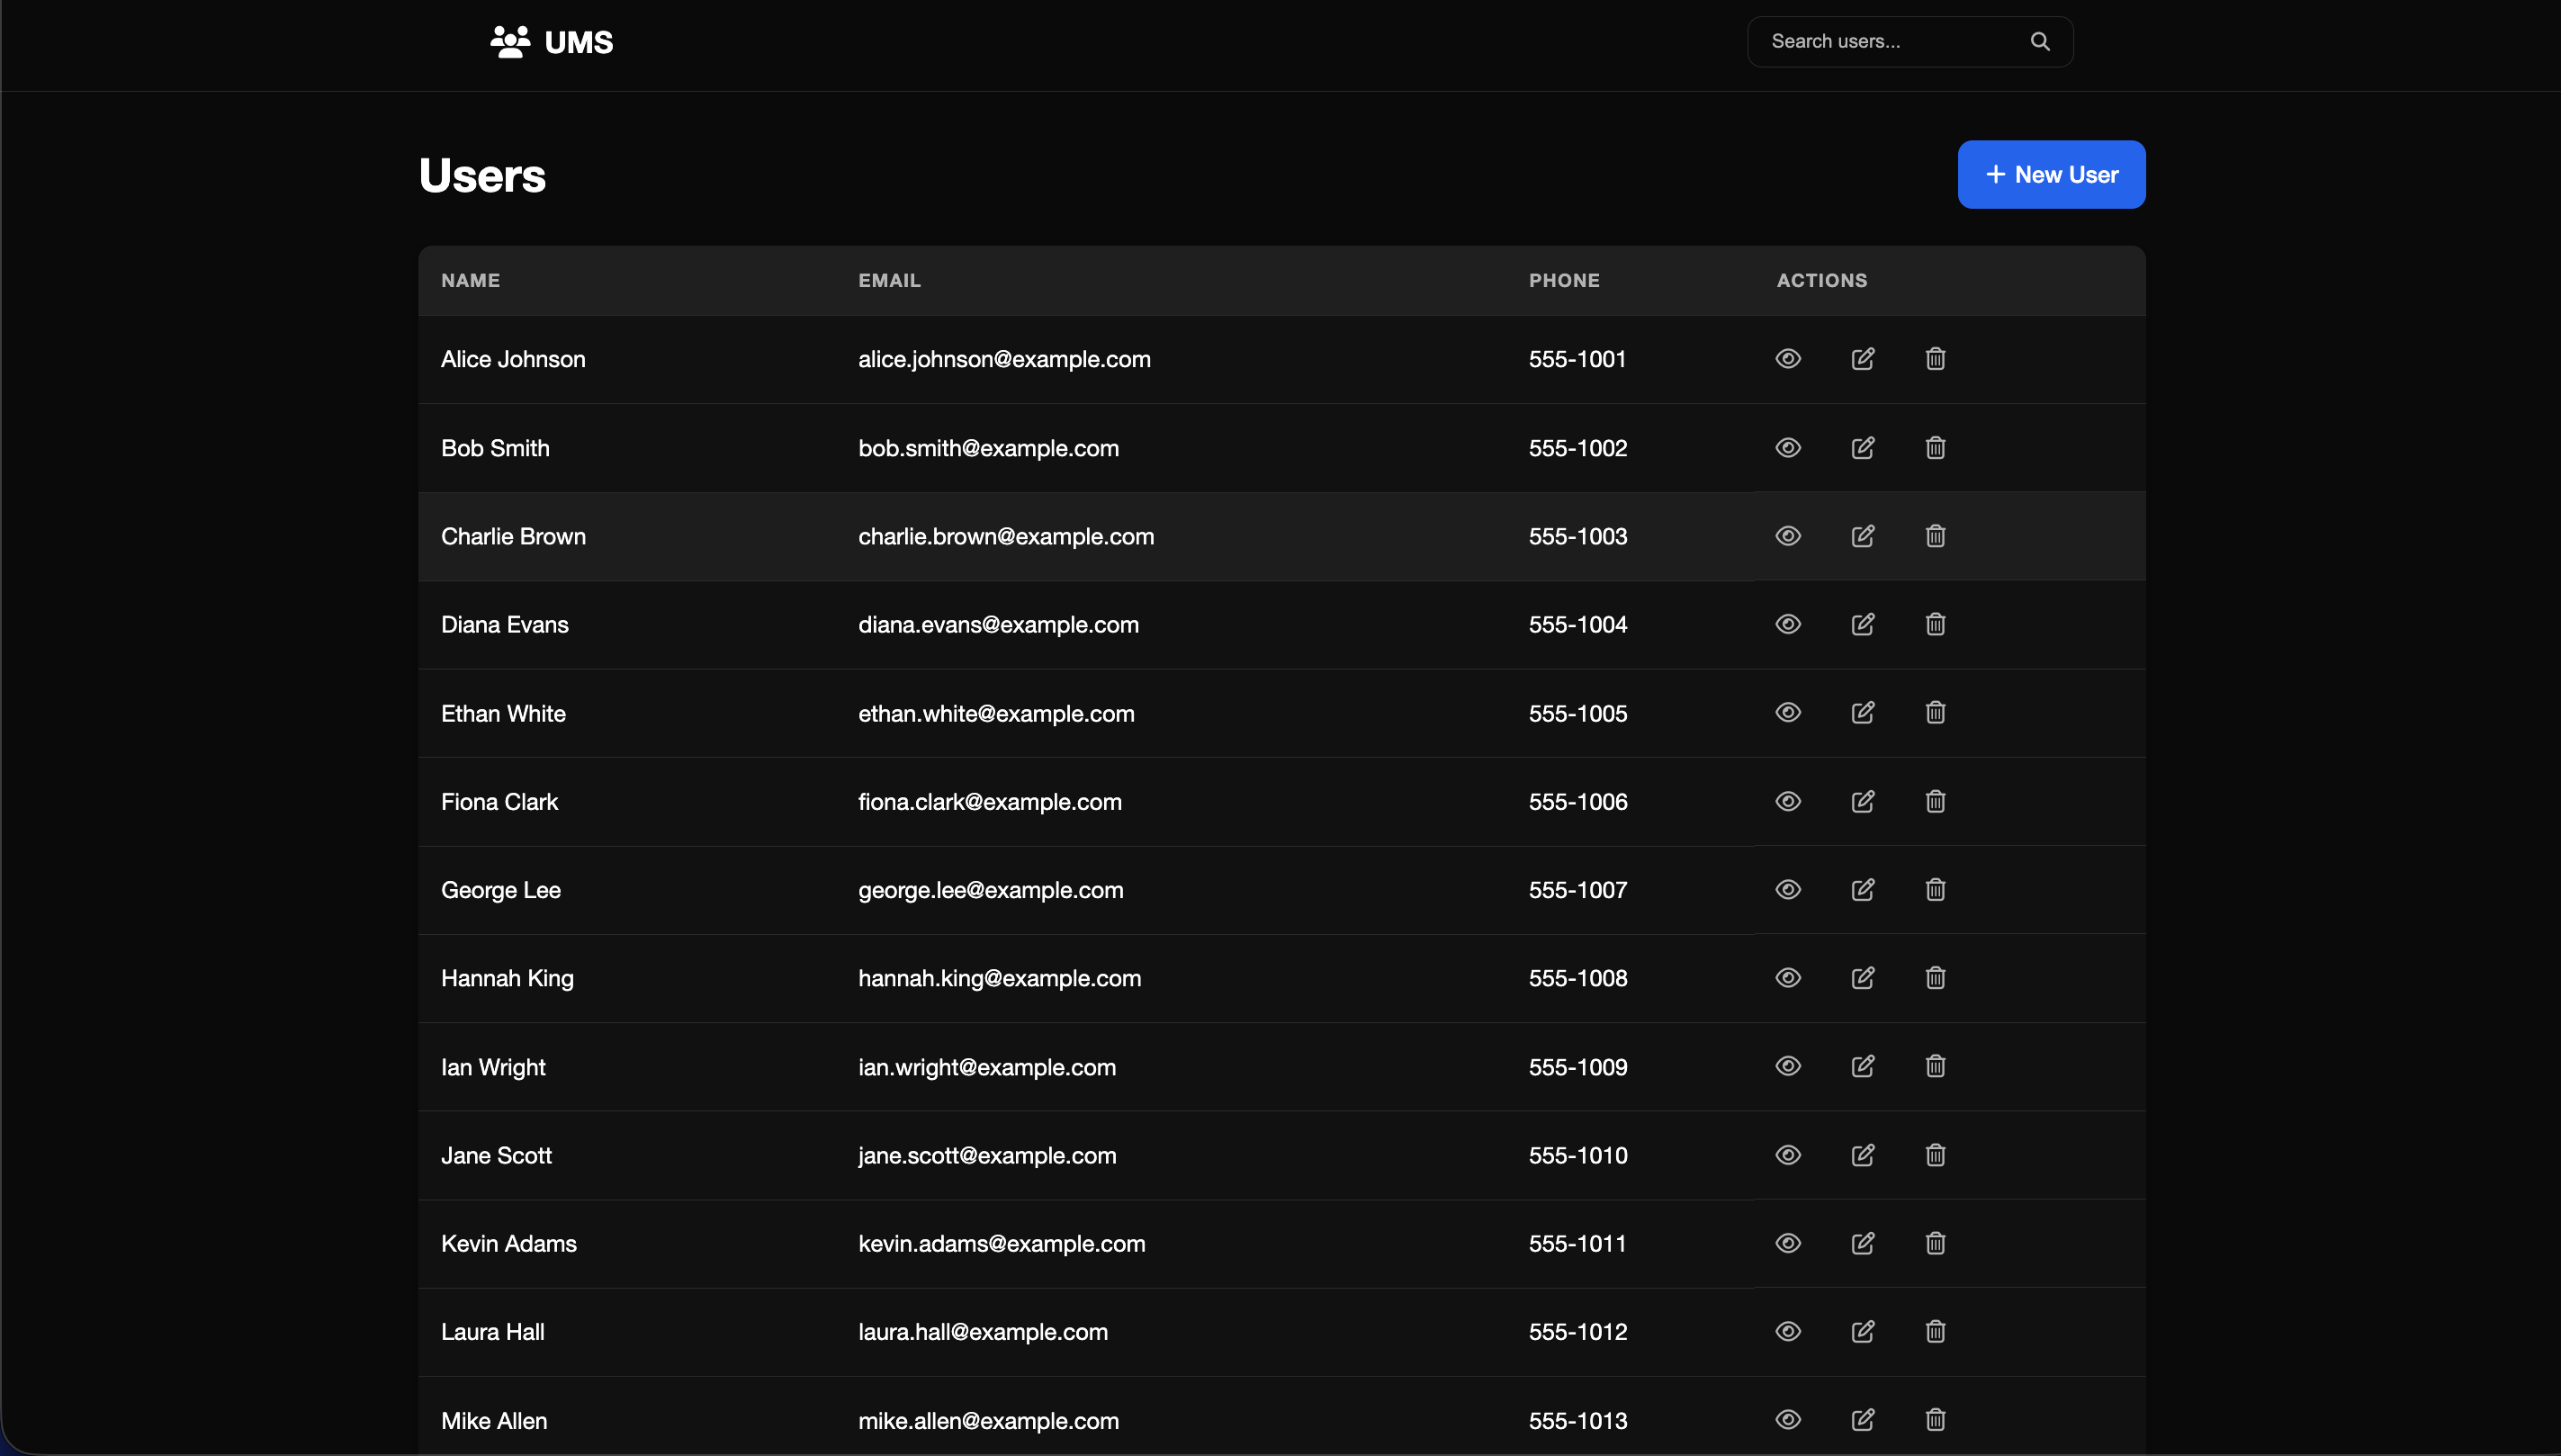 UMS
Search users...
Users
+ New User
NAME EMAIL PHONE ACTIONS
Alice Johnson alice.johnson@example.com 555-1001
Bob Smith bob.smith@example.com 555-1002
Charlie Brown charlie.brown@example.com 555-1003
Diana Evans diana.evans@example.com 555-1004
Ethan White ethan.white@example.com 555-1005
Fiona Clark fiona.clark@example.com 555-1006
George Lee george.lee@example.com 555-1007
Hannah King hannah.king@example.com 555-1008
Ian Wright ian.wright@example.com 555-1009
Jane Scott jane.scott@example.com 555-1010
Kevin Adams kevin.adams@example.com 555-1011
Laura Hall laura.hall@example.com 555-1012
Mike Allen mike.allen@example.com 555-1013